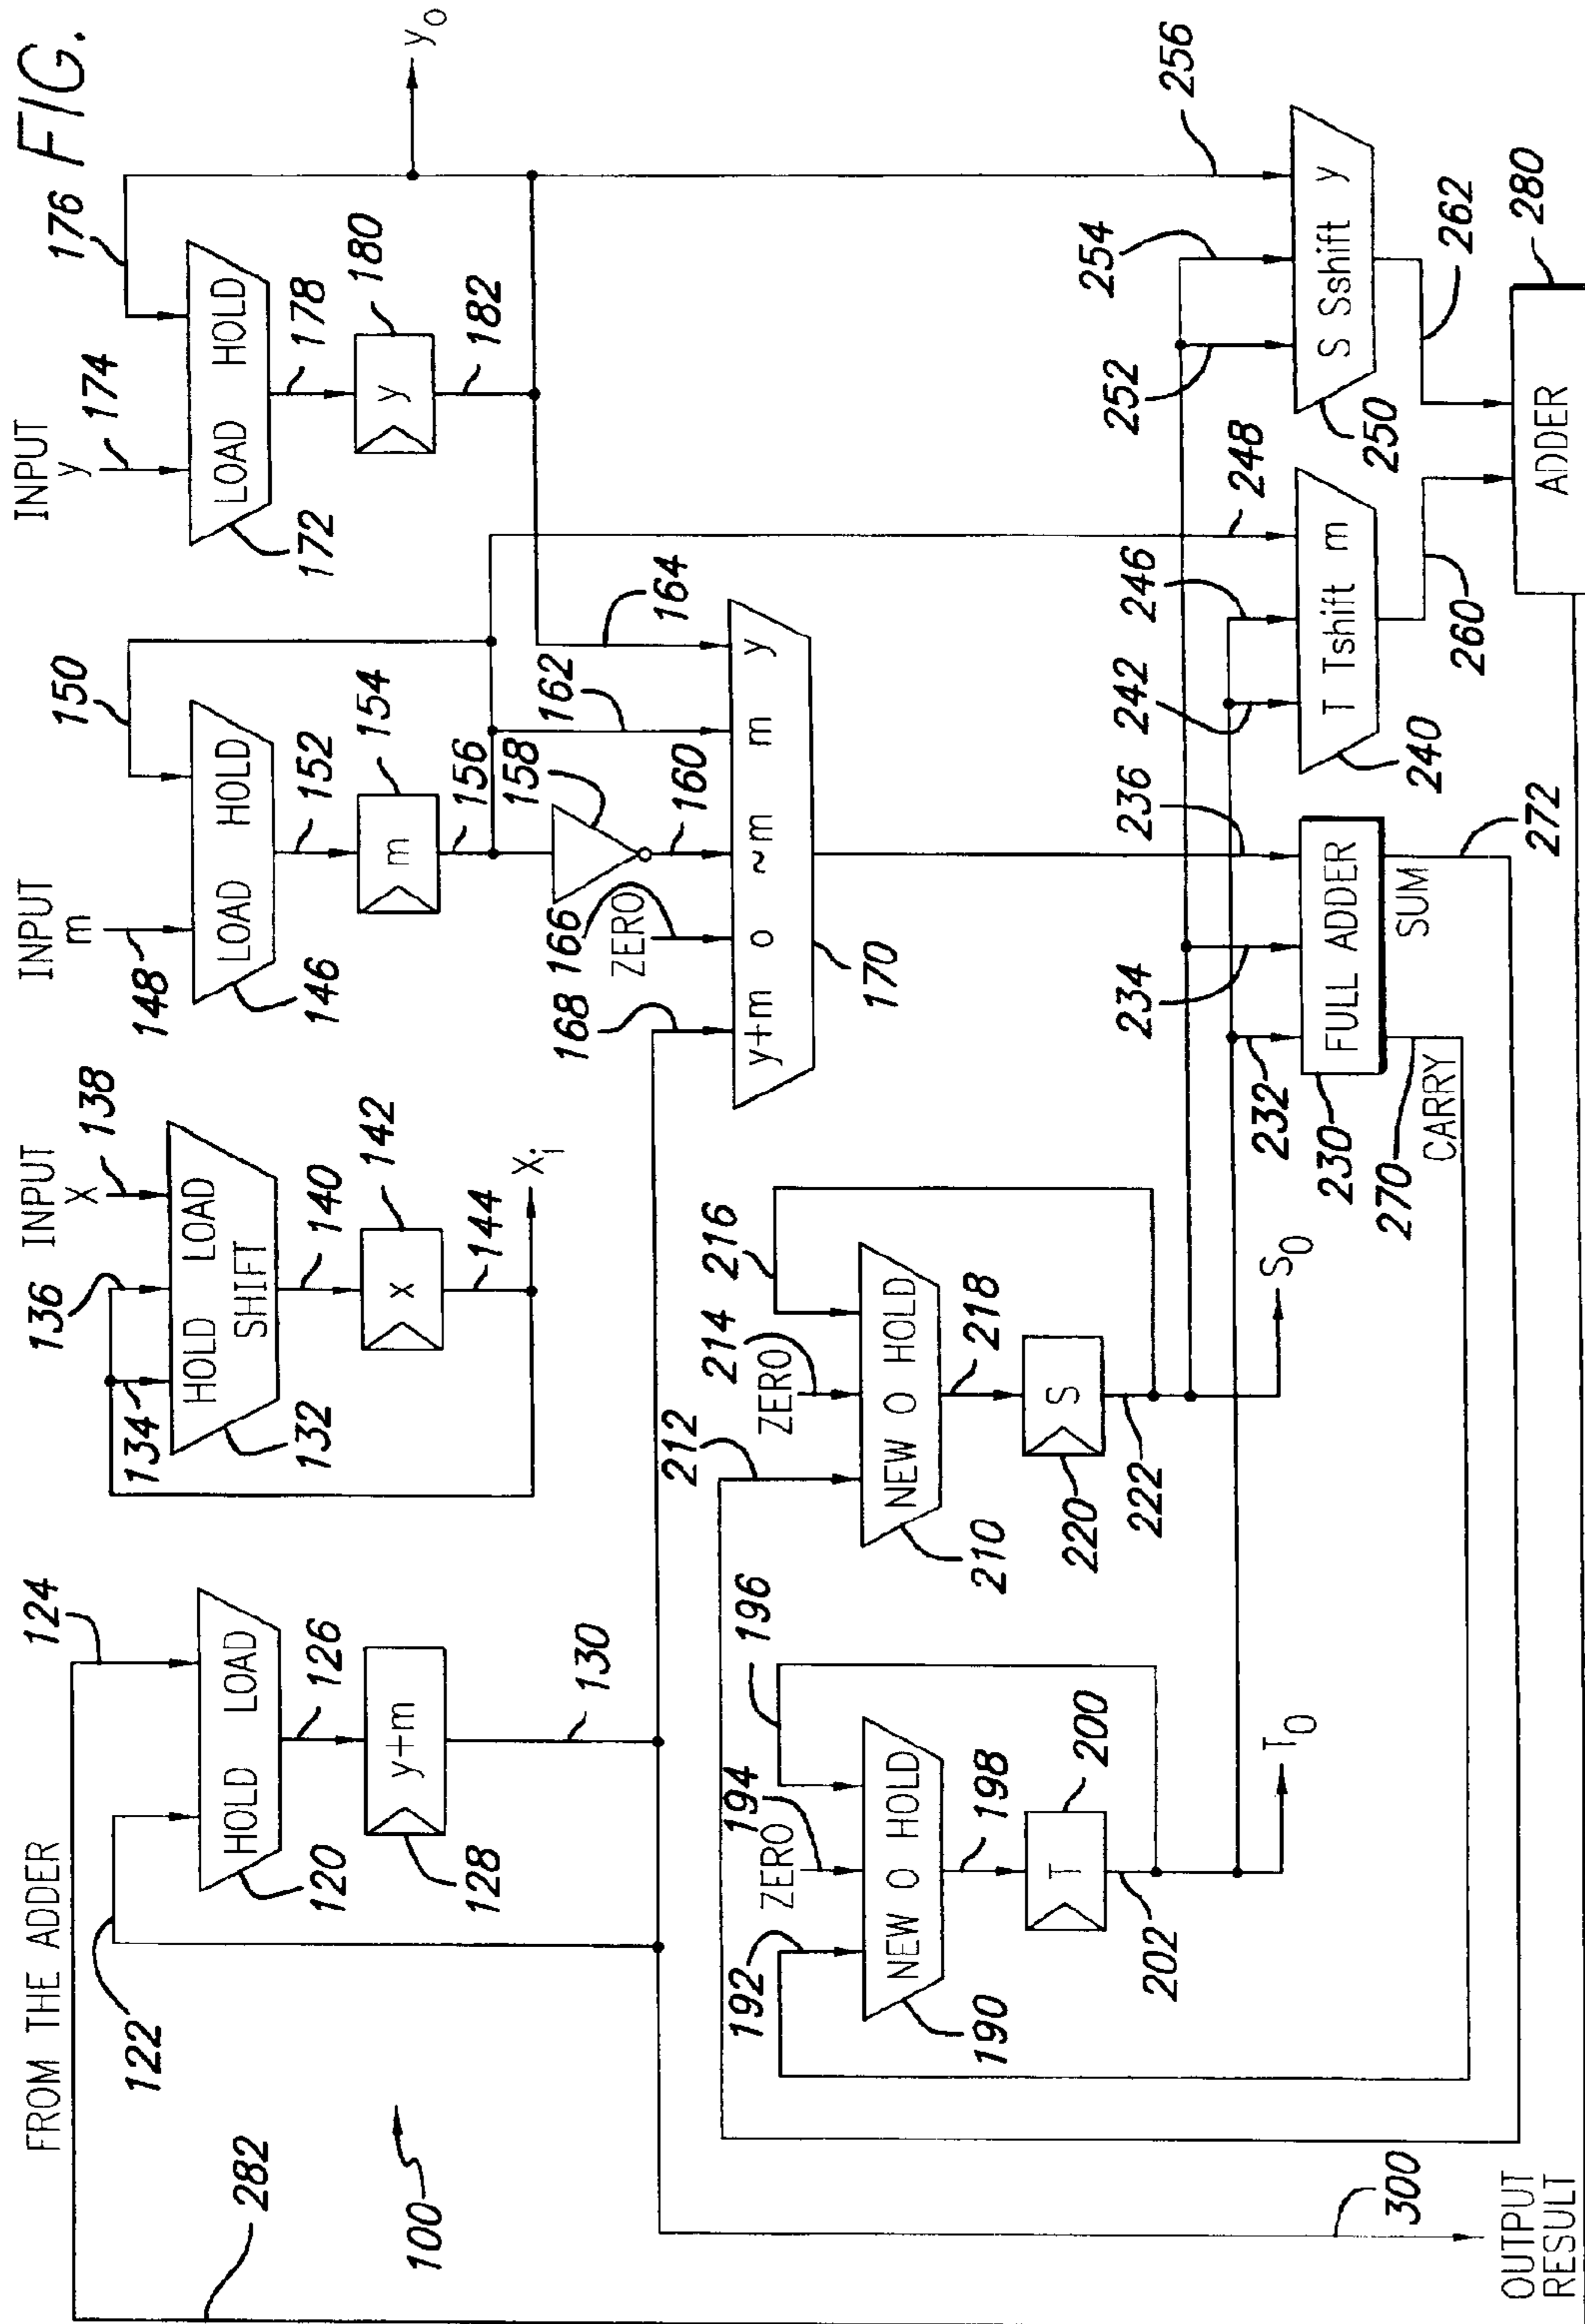 FIG.
FROM THE ADDER
INPUT
X
INPUT
m
INPUT
y
282
122
124
136
138
148
150
174
176
HOLD LOAD
120
134
HOLD LOAD
SHIFT
132
LOAD HOLD
146
LOAD HOLD
172
126
140
152
178
y+m
128
x
142
m
154
y
180
130
144
Xi
156
182
y0
100
158
160
162
164
ZERO
166
168
y+m 0 ~m m y
170
192
ZERO
194
196
212
ZERO
214
216
NEW 0 HOLD
190
NEW 0 HOLD
210
198
218
T
200
S
220
202
222
T0
S0
232
234
236
242
246
248
252
254
256
FULL ADDER
230
T Tshift m
240
S Sshift y
250
CARRY
270
SUM
272
260
262
ADDER
280
300
OUTPUT
RESULT